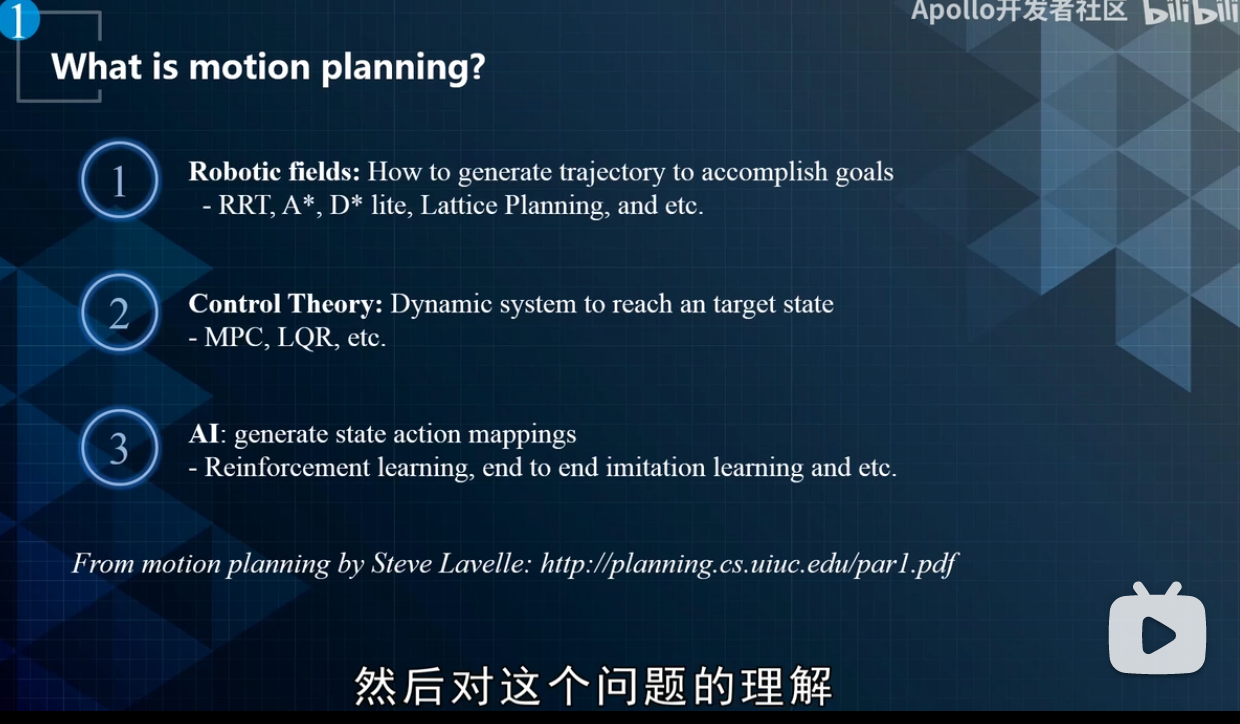 Apollo开发者社区 bilibili
1
What is motion planning?
1
Robotic fields: How to generate trajectory to accomplish goals
- RRT, A*, D* lite, Lattice Planning, and etc.
2
Control Theory: Dynamic system to reach an target state
- MPC, LQR, etc.
3
AI: generate state action mappings
- Reinforcement learning, end to end imitation learning and etc.
From motion planning by Steve Lavelle: http://planning.cs.uiuc.edu/par1.pdf
然后对这个问题的理解